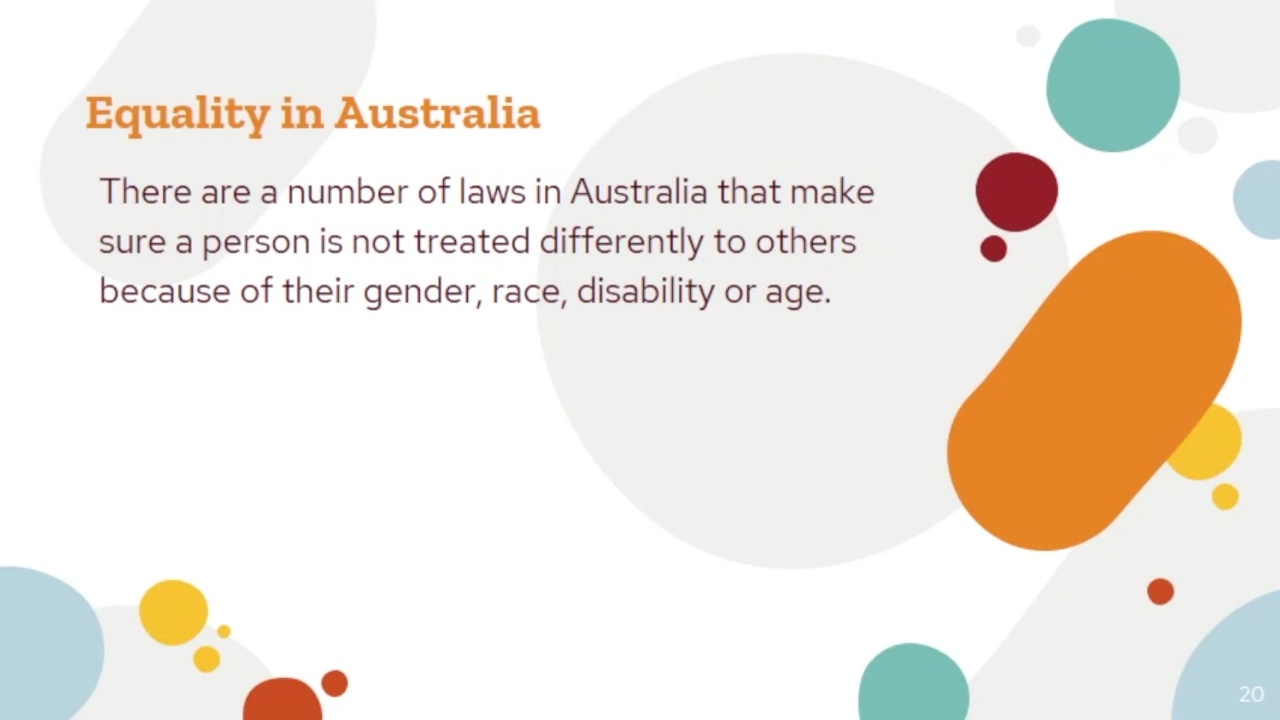 Equality in Australia
There are a number of laws in Australia that make
sure a person is not treated differently to others
because of their gender, race, disability or age.
20